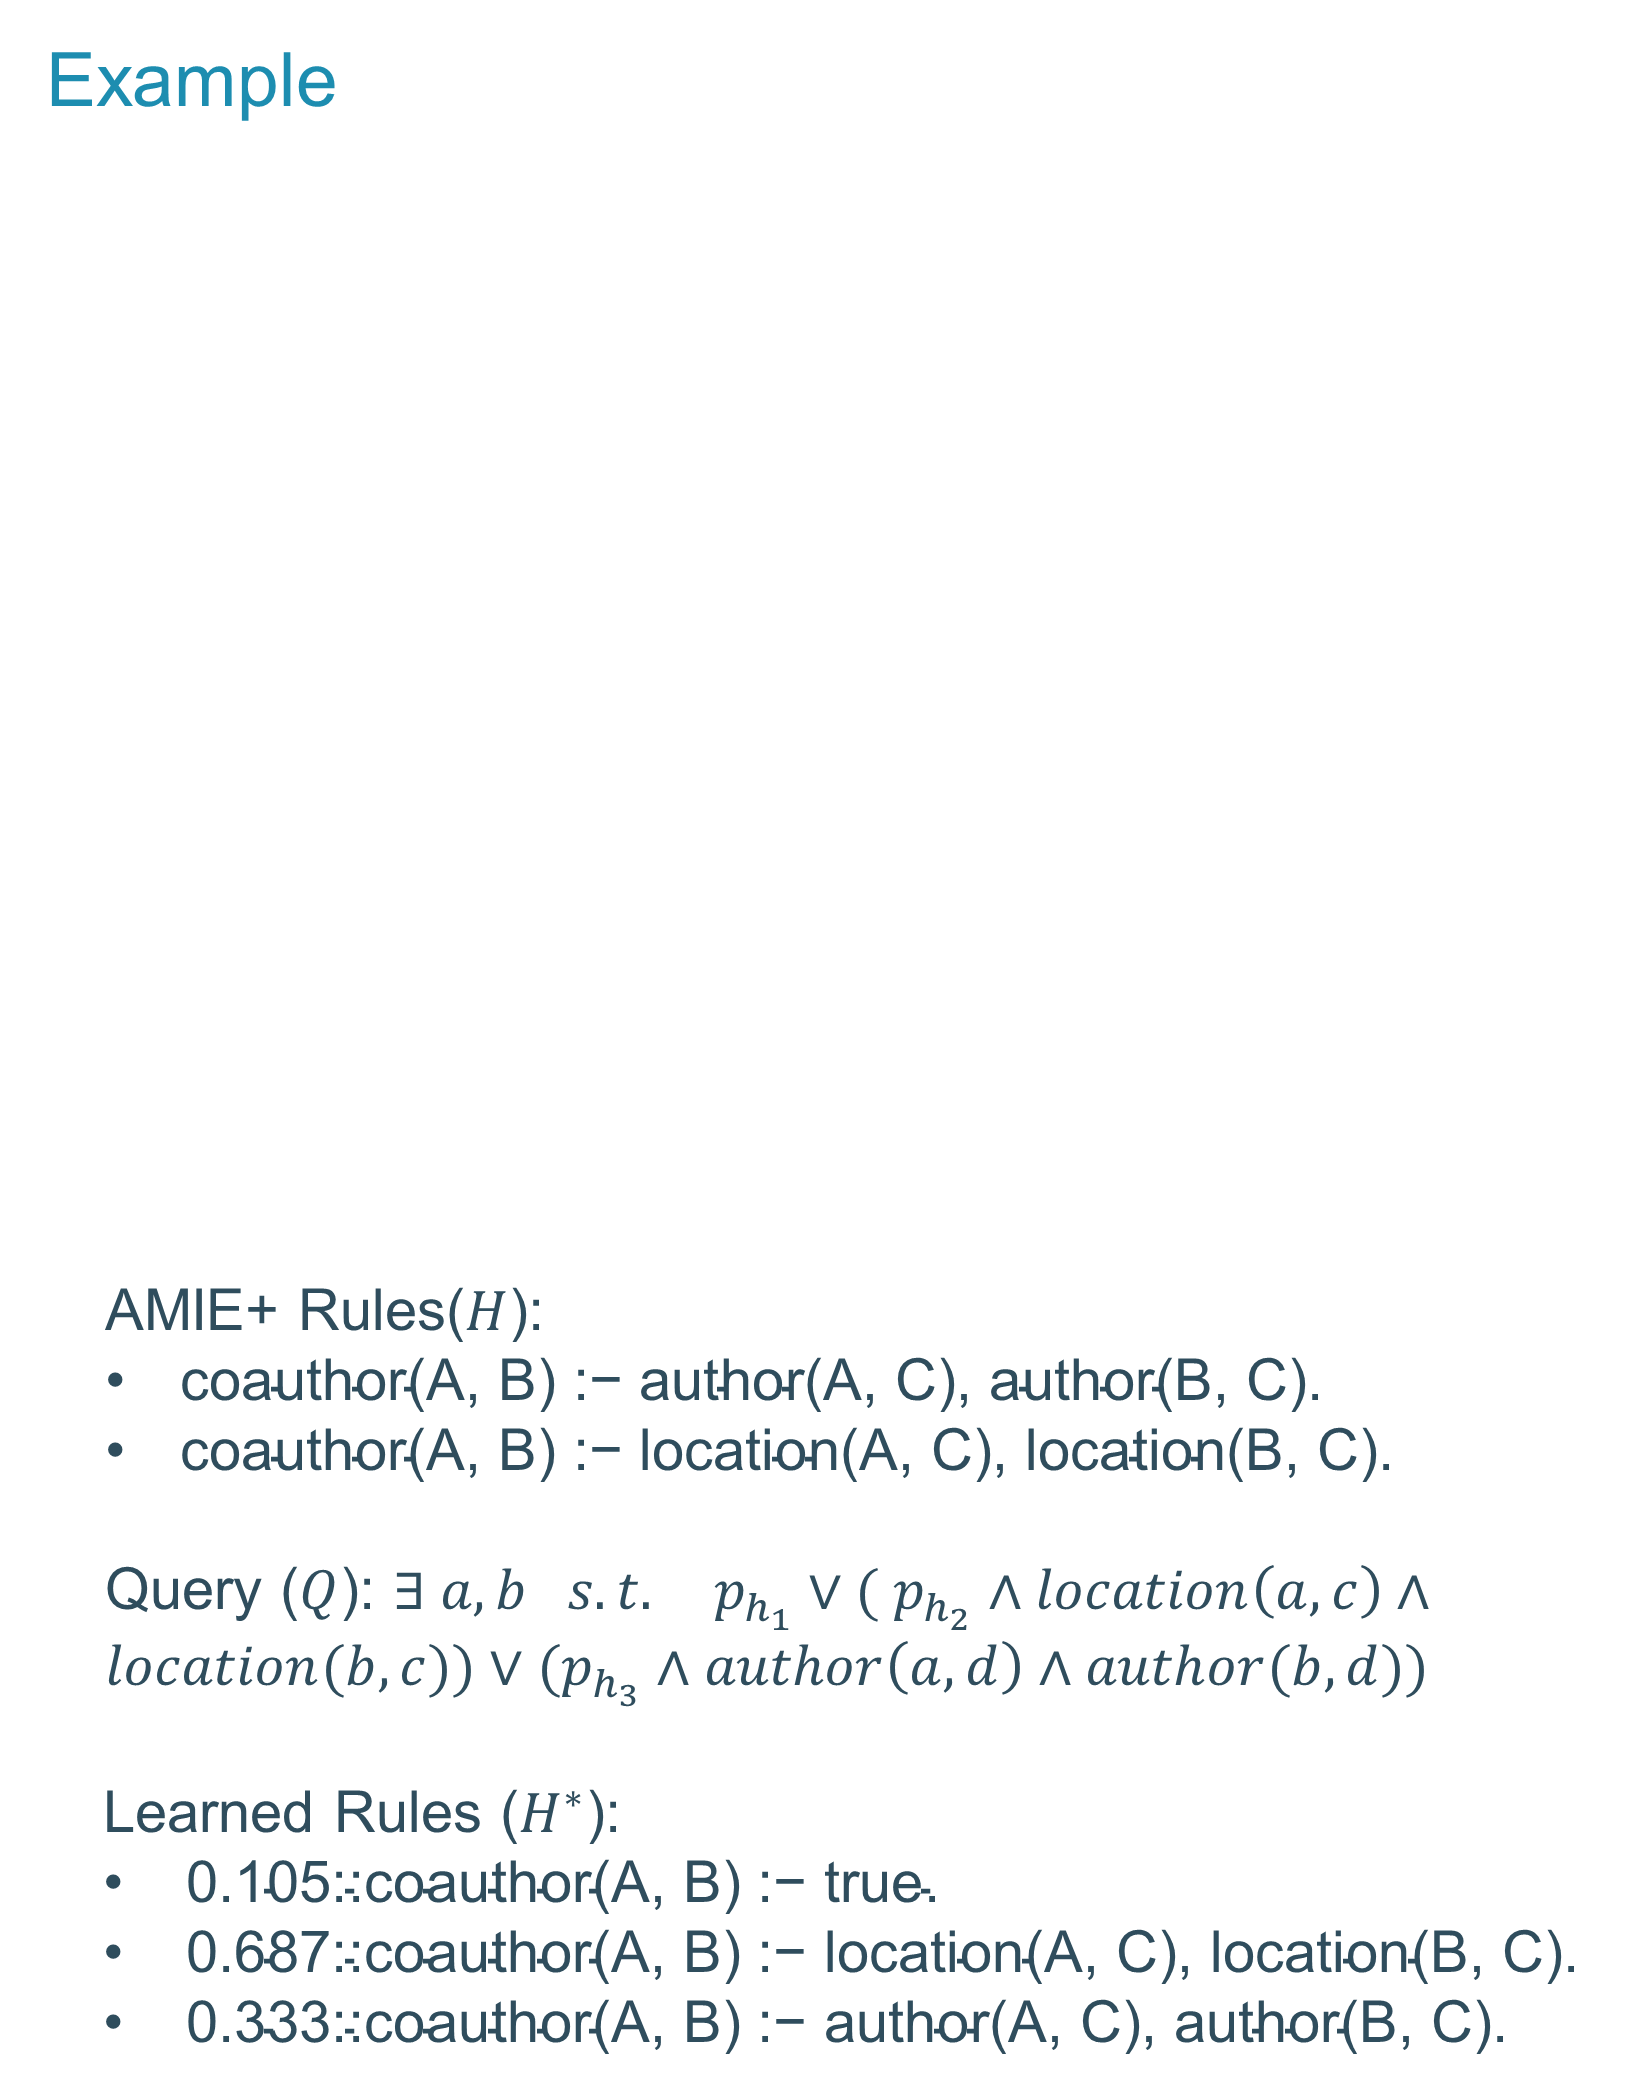 Example
AMIE+ Rules(𝐻):
• coauthor(A, B) :− author(A, C), author(B, C).
• coauthor(A, B) :− location(A, C), location(B, C).
Query (𝑄): ∃ 𝑎, 𝑏 𝑠. 𝑡. 𝑝ₕ₁ ∨ ( 𝑝ₕ₂ ∧ 𝑙𝑜𝑐𝑎𝑡𝑖𝑜𝑛(𝑎, 𝑐) ∧
𝑙𝑜𝑐𝑎𝑡𝑖𝑜𝑛(𝑏, 𝑐)) ∨ (𝑝ₕ₃ ∧ 𝑎𝑢𝑡ℎ𝑜𝑟(𝑎, 𝑑) ∧ 𝑎𝑢𝑡ℎ𝑜𝑟(𝑏, 𝑑))
Learned Rules (𝐻*):
• 0.105::coauthor(A, B) :− true.
• 0.687::coauthor(A, B) :− location(A, C), location(B, C).
• 0.333::coauthor(A, B) :− author(A, C), author(B, C).